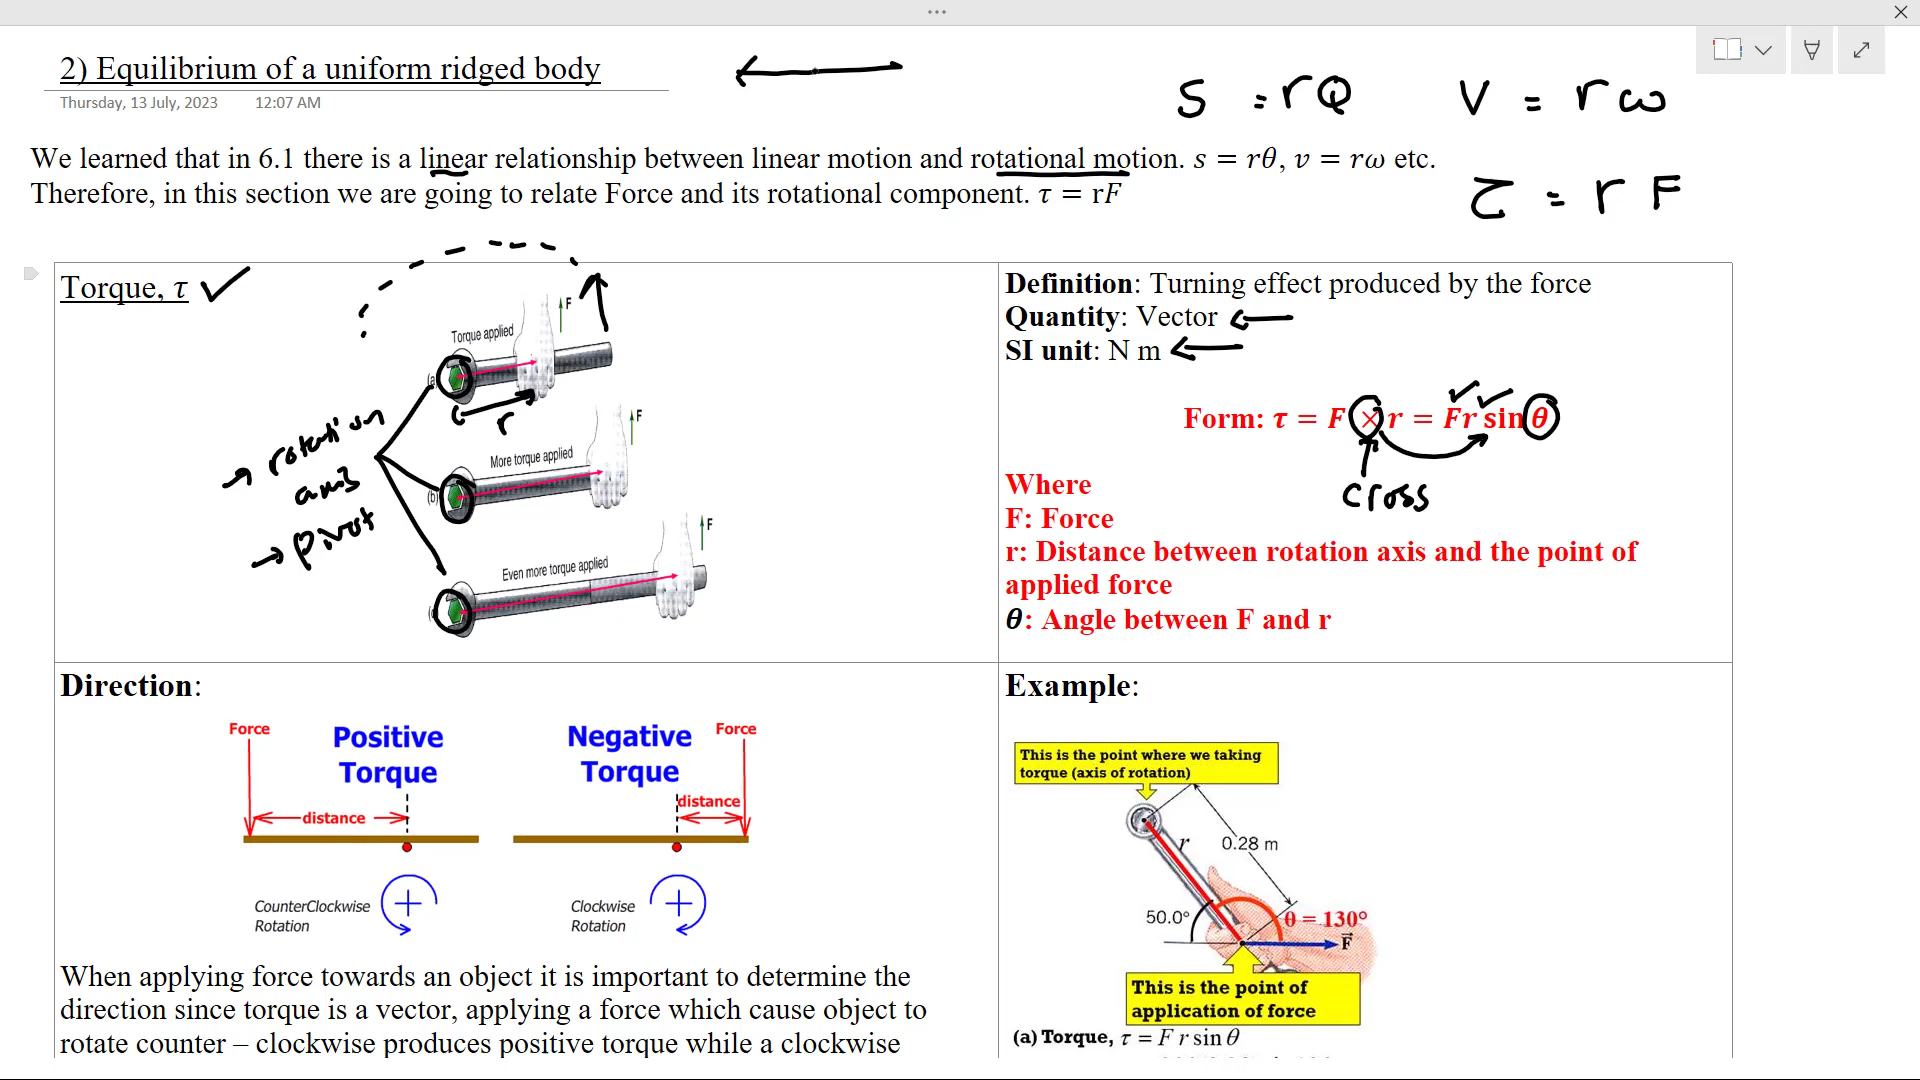 2) Equilibrium of a uniform ridged body
Thursday, 13 July, 2023 12:07 AM
S = rQ V = rω
We learned that in 6.1 there is a linear relationship between linear motion and rotational motion. s = rθ, v = rω etc.
Therefore, in this section we are going to relate Force and its rotational component. τ = rF
τ = r F
Torque, τ
Torque applied
F
(a)
r
More torque applied
F
(b)
Even more torque applied
F
rotation
axis
pivot
Definition: Turning effect produced by the force
Quantity: Vector
SI unit: N m
Form: τ = F × r = Fr sin θ
cross
Where
F: Force
r: Distance between rotation axis and the point of
applied force
θ: Angle between F and r
Direction:
Force
Positive
Torque
distance
CounterClockwise
Rotation
Negative
Torque
Force
distance
Clockwise
Rotation
When applying force towards an object it is important to determine the
direction since torque is a vector, applying a force which cause object to
rotate counter – clockwise produces positive torque while a clockwise
Example:
This is the point where we taking
torque (axis of rotation)
r
0.28 m
50.0°
θ = 130°
F
This is the point of
application of force
(a) Torque, τ = F r sin θ